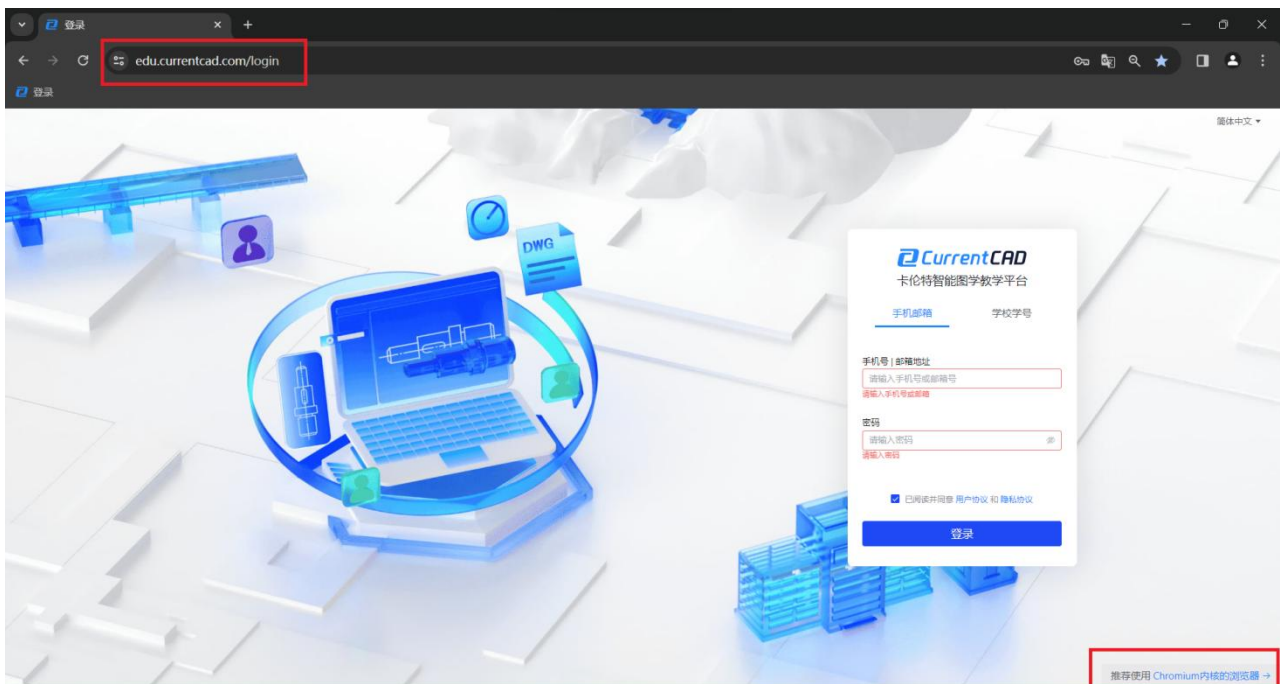 登录
edu.currentcad.com/login
登录
简体中文
DWG
CurrentCAD
卡伦特智能图学教学平台
手机邮箱 学校学号
手机号 | 邮箱地址
请输入手机号或邮箱号
请输入手机号或邮箱
密码
请输入密码
请输入密码
已阅读并同意 用户协议 和 隐私协议
登录
推荐使用 Chromium内核的浏览器 →